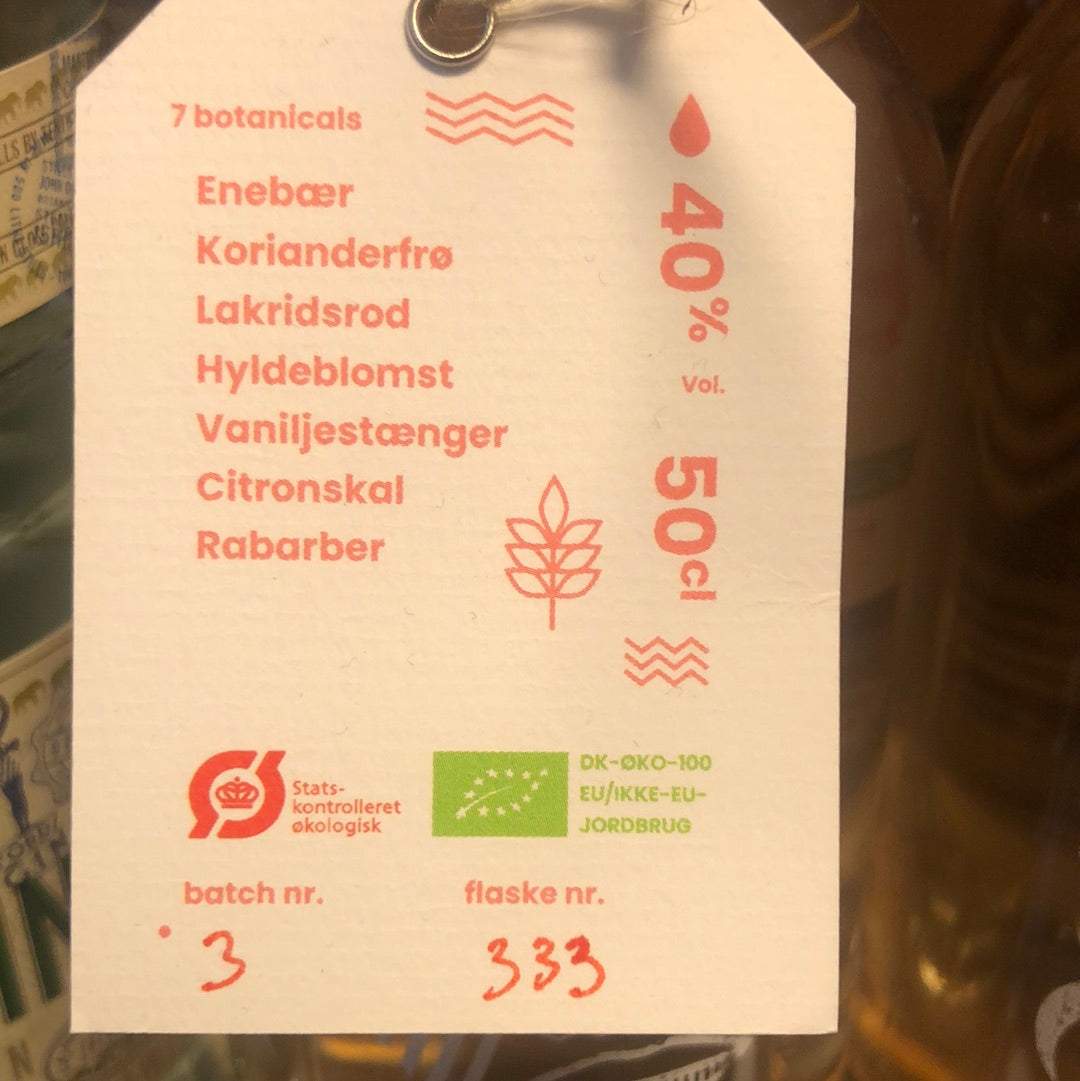 7 botanicals
Enebær
Korianderfrø
Lakridsrod
Hyldeblomst
Vaniljestænger
Citronskal
Rabarber
40%
Vol.
50cl
Stats-
kontrolleret
økologisk
DK-ØKO-100
EU/IKKE-EU-
JORDBRUG
batch nr.
3
flaske nr.
333